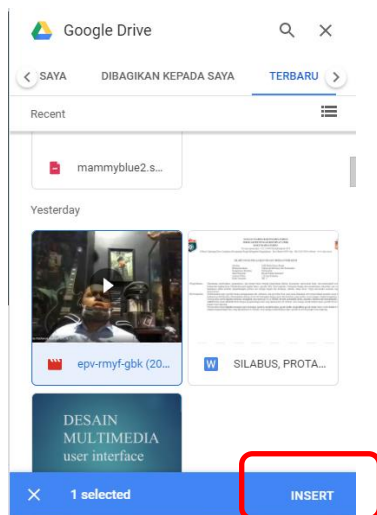 Google Drive
SAYA DIBAGIKAN KEPADA SAYA TERBARU
Recent
mammyblue2.s...
Yesterday
epv-rmyf-gbk (20...
W SILABUS, PROTA...
DESAIN
MULTIMEDIA
user interface
1 selected INSERT